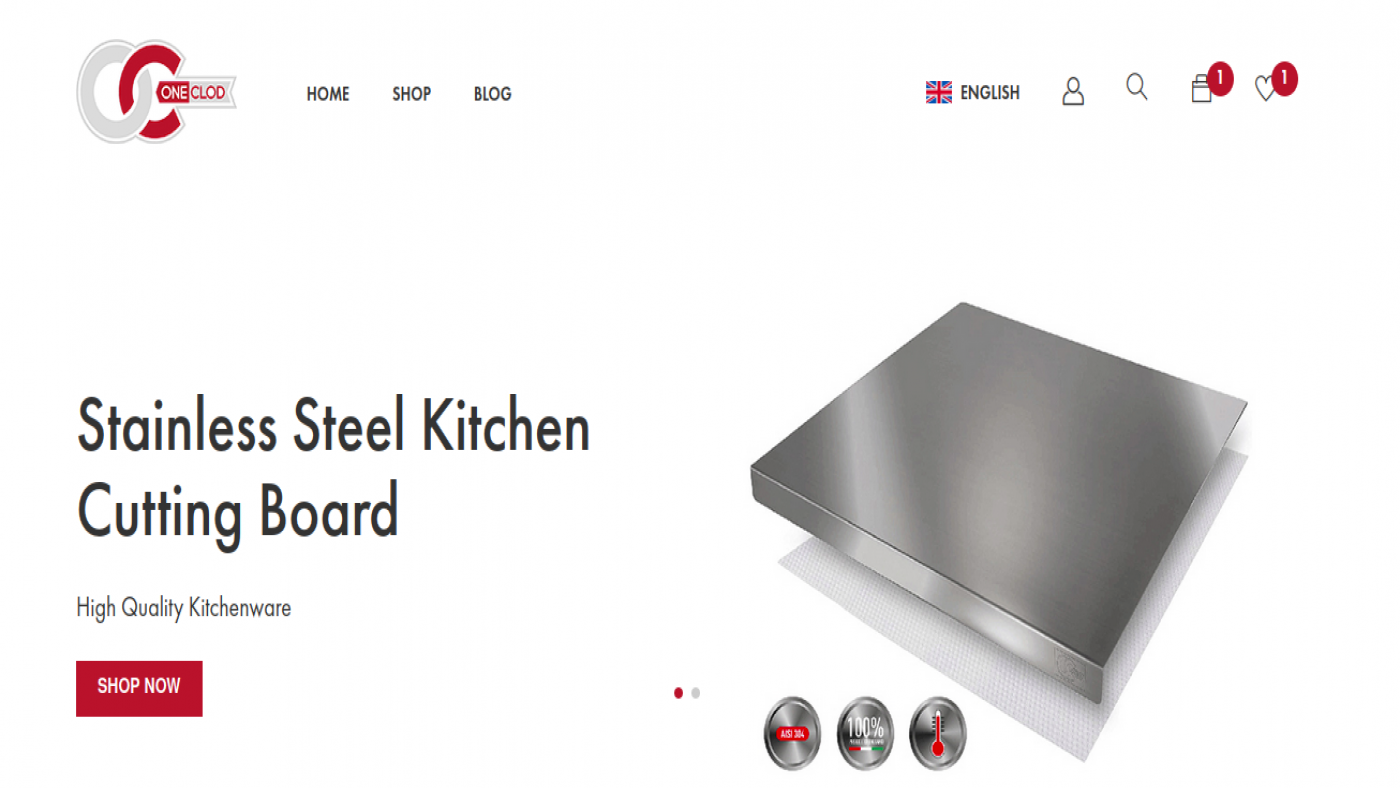 ONE CLOD
HOME
SHOP
BLOG
ENGLISH
1
1
Stainless Steel Kitchen
Cutting Board
High Quality Kitchenware
SHOP NOW
AISI 304
100%